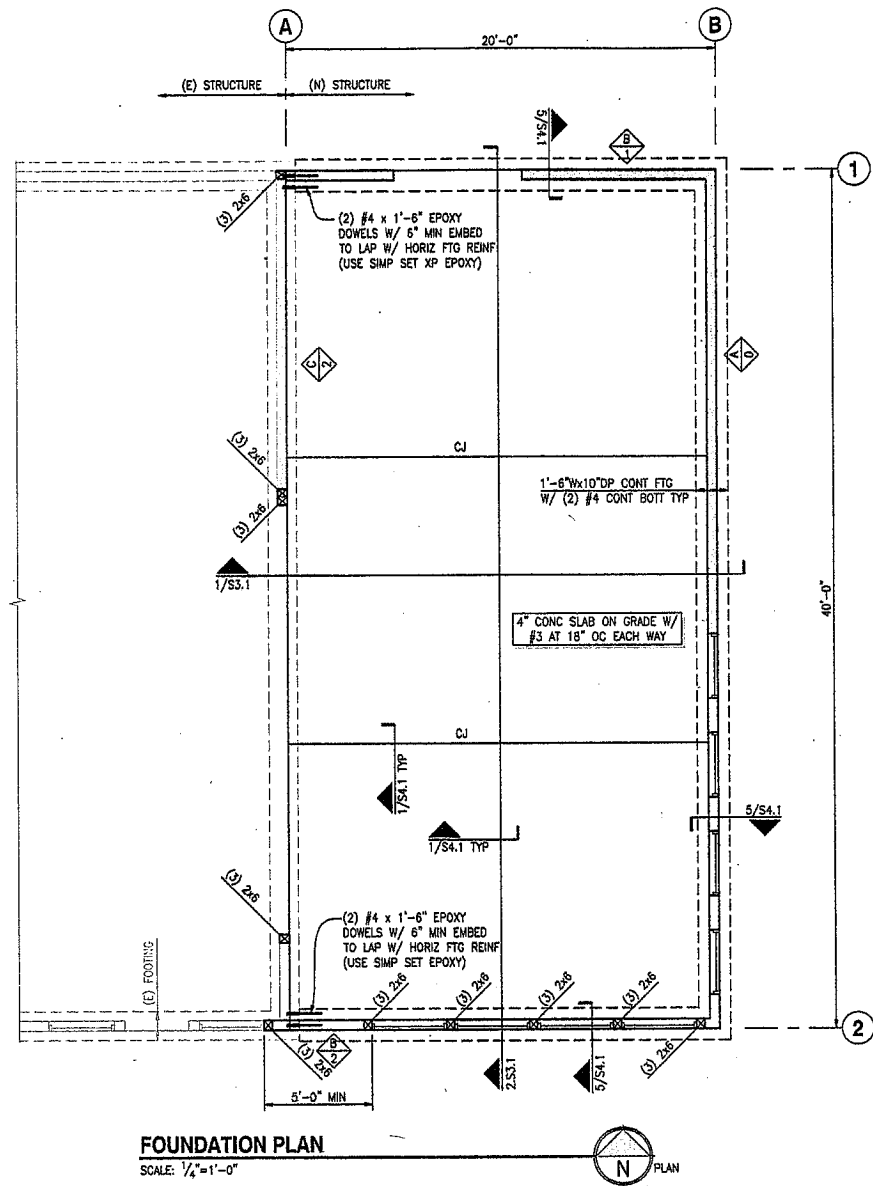 A
B
20'-0"
(E) STRUCTURE
(N) STRUCTURE
5/S4.1
B
1
1
(3) 2x6
(2) #4 x 1'-6" EPOXY
DOWELS W/ 6" MIN EMBED
TO LAP W/ HORIZ FTG REINF
(USE SIMP SET XP EPOXY)
C
2
A
0
CJ
(3) 2x6
(3) 2x6
1'-6"Wx10"DP CONT FTG
W/ (2) #4 CONT BOTT TYP
1/S3.1
4" CONC SLAB ON GRADE W/
#3 AT 18" OC EACH WAY
40'-0"
CJ
1/S4.1 TYP
1/S4.1 TYP
5/S4.1
(3) 2x6
(2) #4 x 1'-6" EPOXY
DOWELS W/ 6" MIN EMBED
TO LAP W/ HORIZ FTG REINF
(USE SIMP SET EPOXY)
(E) FOOTING
(3) 2x6
(3) 2x6
(3) 2x6
(3) 2x6
2
(3) 2x6
B
2
(3) 2x6
2.S3.1
5/S4.1
5'-0" MIN
FOUNDATION PLAN
SCALE: 1/4"=1'-0"
N
PLAN